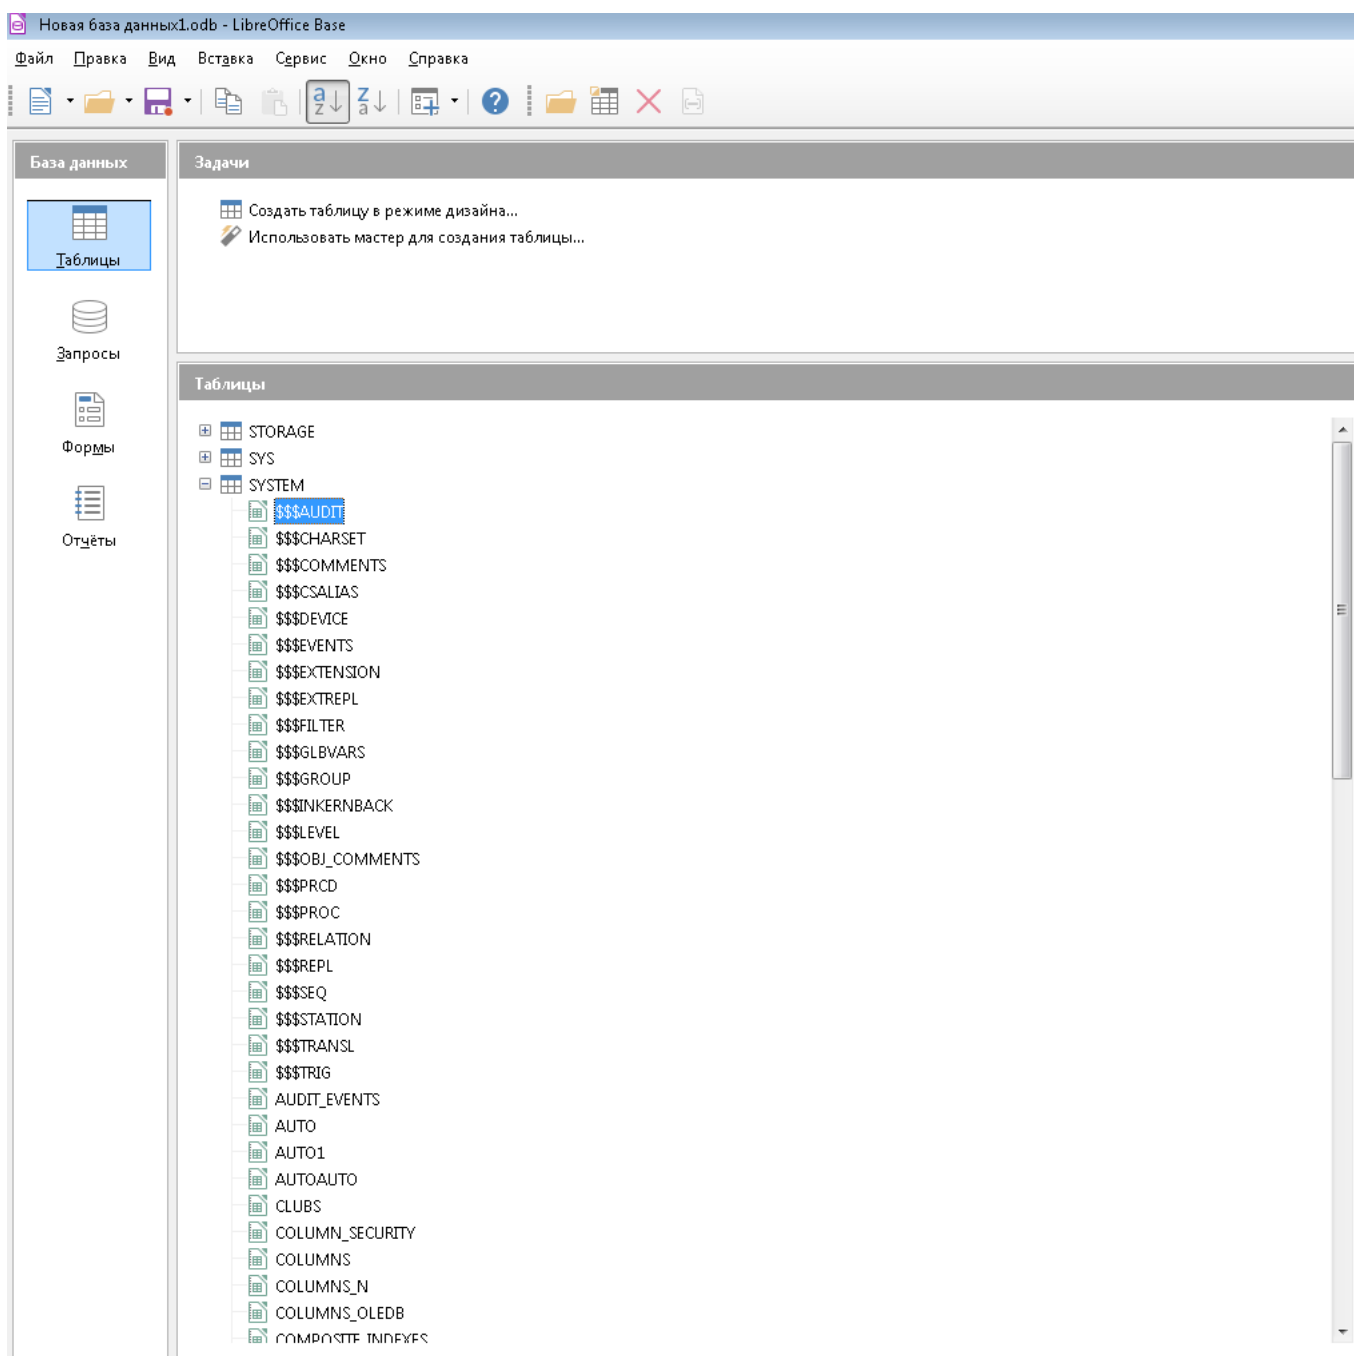 Новая база данных1.odb - LibreOffice Base
Файл Правка Вид Вставка Сервис Окно Справка
База данных
Задачи
Создать таблицу в режиме дизайна...
Использовать мастер для создания таблицы...
Таблицы
Запросы
Формы
Отчёты
Таблицы
STORAGE
SYS
SYSTEM
$$$AUDIT
$$$CHARSET
$$$COMMENTS
$$$CSALIAS
$$$DEVICE
$$$EVENTS
$$$EXTENSION
$$$EXTREPL
$$$FILTER
$$$GLBVARS
$$$GROUP
$$$INKERNBACK
$$$LEVEL
$$$OBJ_COMMENTS
$$$PRCD
$$$PROC
$$$RELATION
$$$REPL
$$$SEQ
$$$STATION
$$$TRANSL
$$$TRIG
AUDIT_EVENTS
AUTO
AUTO1
AUTOAUTO
CLUBS
COLUMN_SECURITY
COLUMNS
COLUMNS_N
COLUMNS_OLEDB
COMPOSITE_INDEXES